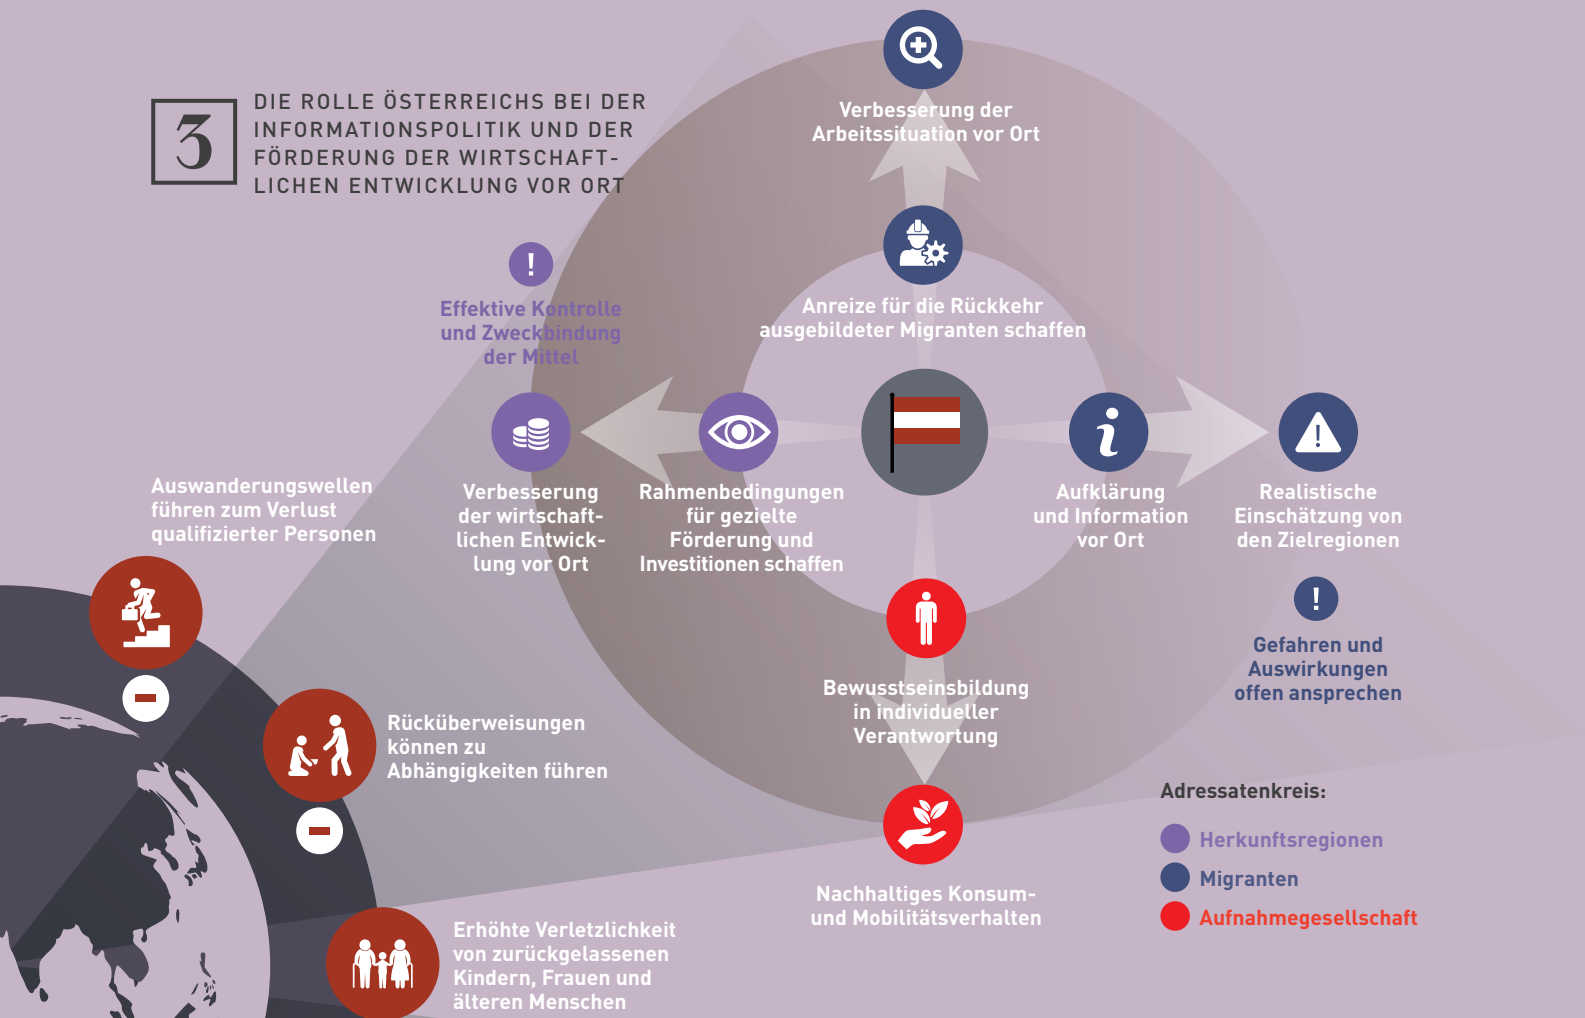 3
DIE ROLLE ÖSTERREICHS BEI DER
INFORMATIONSPOLITIK UND DER
FÖRDERUNG DER WIRTSCHAFT-
LICHEN ENTWICKLUNG VOR ORT
Verbesserung der
Arbeitssituation vor Ort
Anreize für die Rückkehr
ausgebildeter Migranten schaffen
!
Effektive Kontrolle
und Zweckbindung
der Mittel
Verbesserung
der wirtschaft-
lichen Entwick-
lung vor Ort
Rahmenbedingungen
für gezielte
Förderung und
Investitionen schaffen
i
Aufklärung
und Information
vor Ort
!
Realistische
Einschätzung von
den Zielregionen
!
Gefahren und
Auswirkungen
offen ansprechen
Bewusstseinsbildung
in individueller
Verantwortung
Nachhaltiges Konsum-
und Mobilitätsverhalten
Auswanderungswellen
führen zum Verlust
qualifizierter Personen
Rücküberweisungen
können zu
Abhängigkeiten führen
Erhöhte Verletzlichkeit
von zurückgelassenen
Kindern, Frauen und
älteren Menschen
Adressatenkreis:
Herkunftsregionen
Migranten
Aufnahmegesellschaft